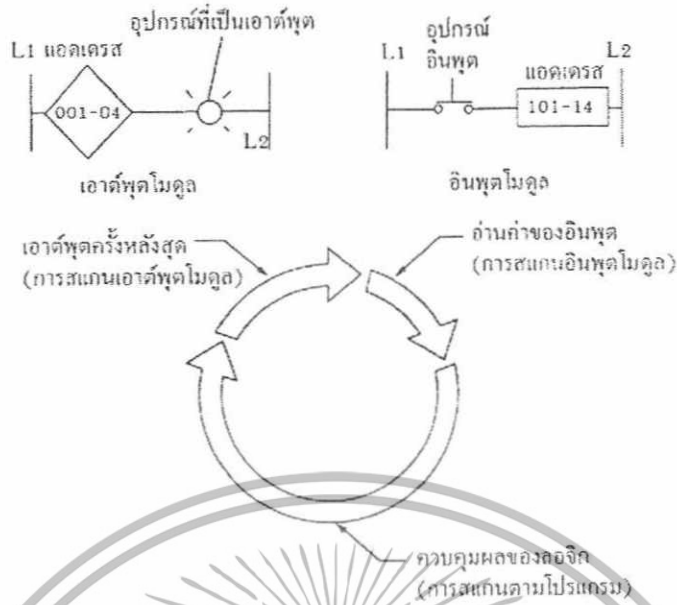 อุปกรณ์ที่เป็นเอาต์พุต
L1 แอดเดรส
001-04
L2
เอาต์พุตโมดูล
อุปกรณ์
อินพุต
L1
L2
แอดเดรส
101-14
อินพุตโมดูล
เอาต์พุตครั้งหลังสุด
(การสแกนเอาต์พุตโมดูล)
อ่านค่าของอินพุต
(การสแกนอินพุตโมดูล)
ควบคุมผลของลอจิก
(การสแกนตามโปรแกรม)